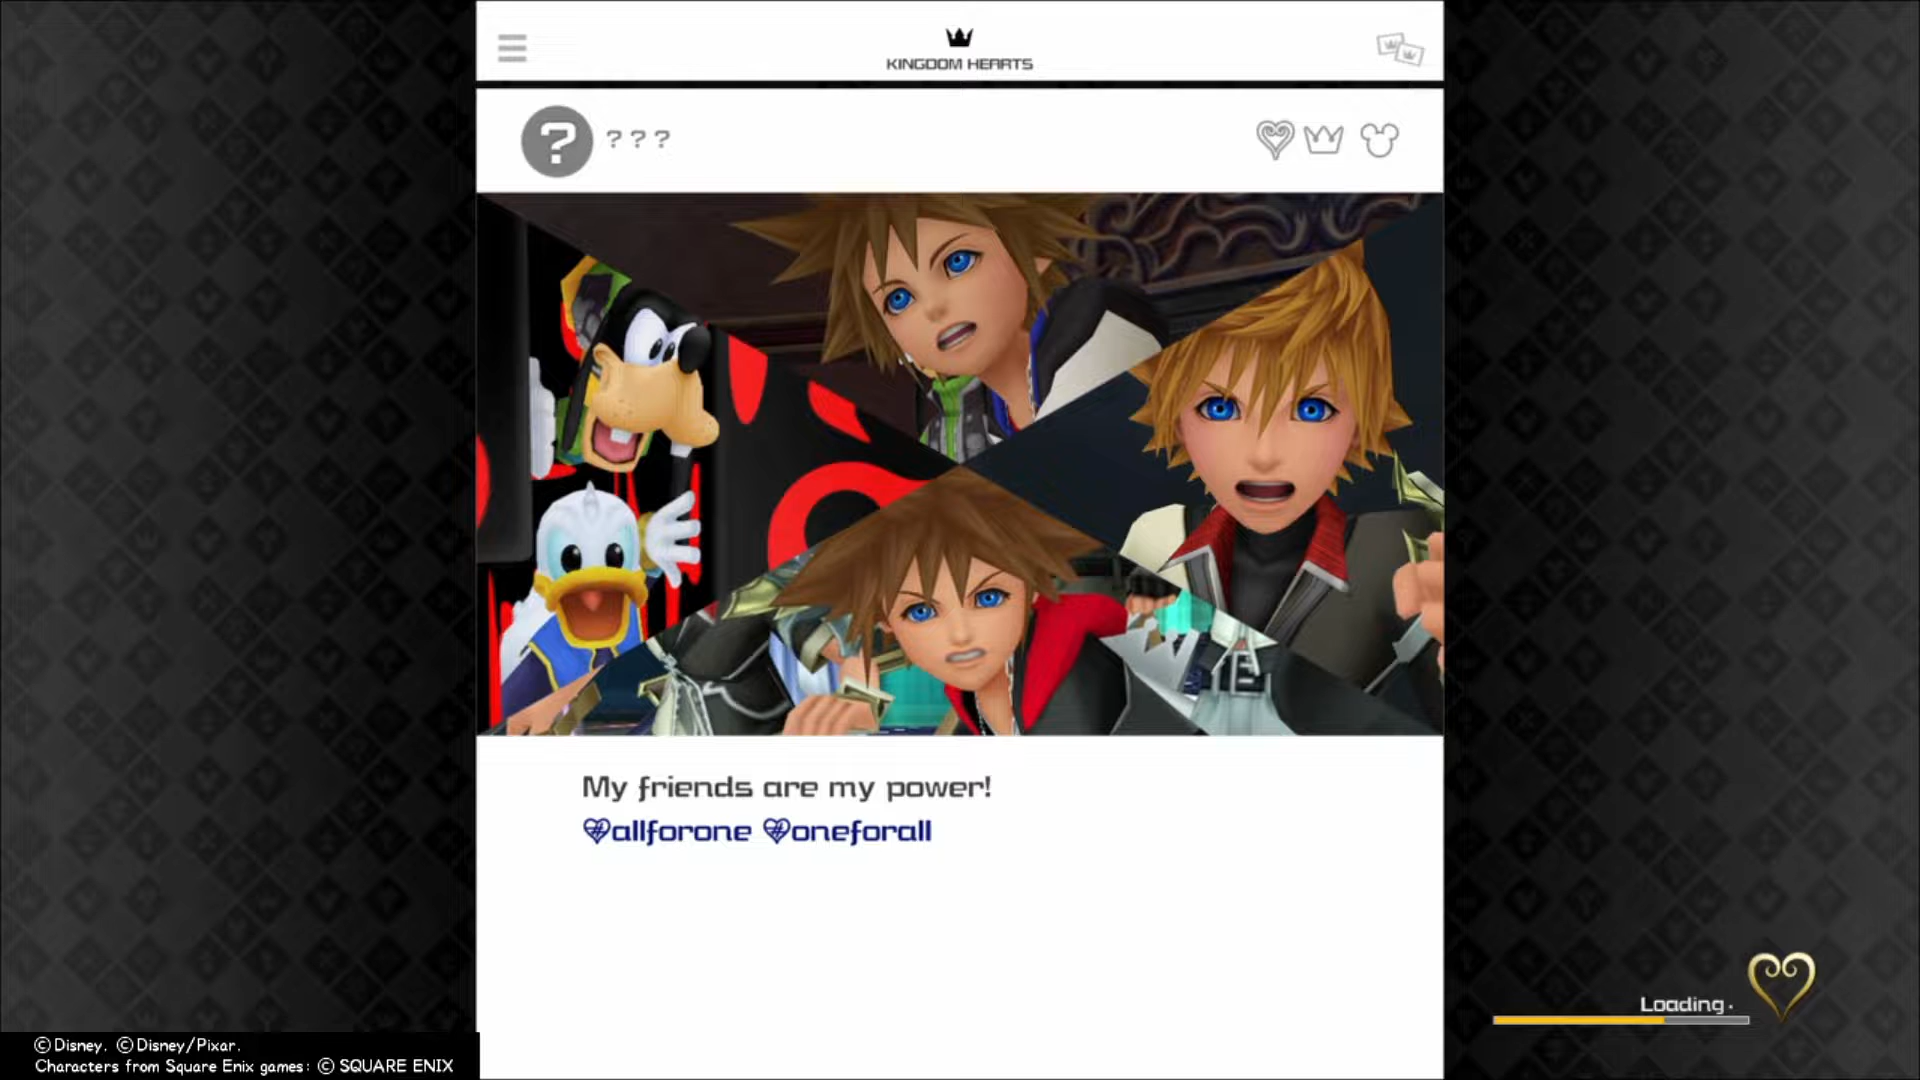 KINGDOM HEARTS
? ? ? ?
My friends are my power!
#allforone #oneforall
Loading.
©Disney. ©Disney/Pixar.
Characters from Square Enix games: © SQUARE ENIX